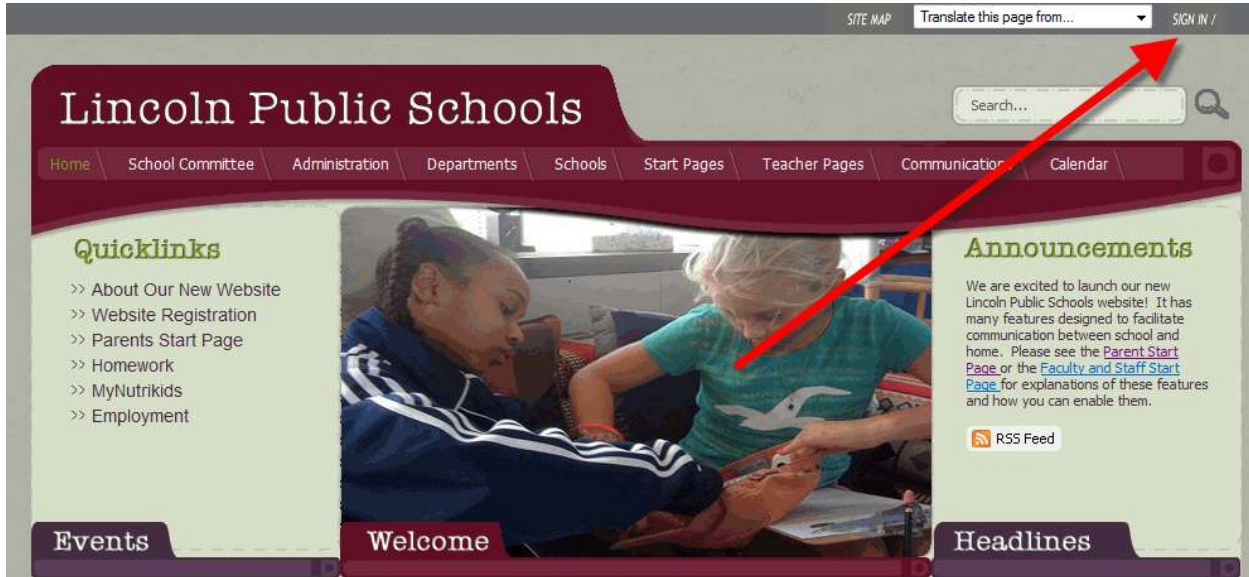 SITE MAP
Translate this page from...
SIGN IN /
Lincoln Public Schools
Search...
Home
School Committee
Administration
Departments
Schools
Start Pages
Teacher Pages
Communications
Calendar
Quicklinks
>> About Our New Website
>> Website Registration
>> Parents Start Page
>> Homework
>> MyNutrikids
>> Employment
Announcements
We are excited to launch our new
Lincoln Public Schools website! It has
many features designed to facilitate
communication between school and
home. Please see the Parent Start
Page or the Faculty and Staff Start
Page for explanations of these features
and how you can enable them.
RSS Feed
Events
Welcome
Headlines